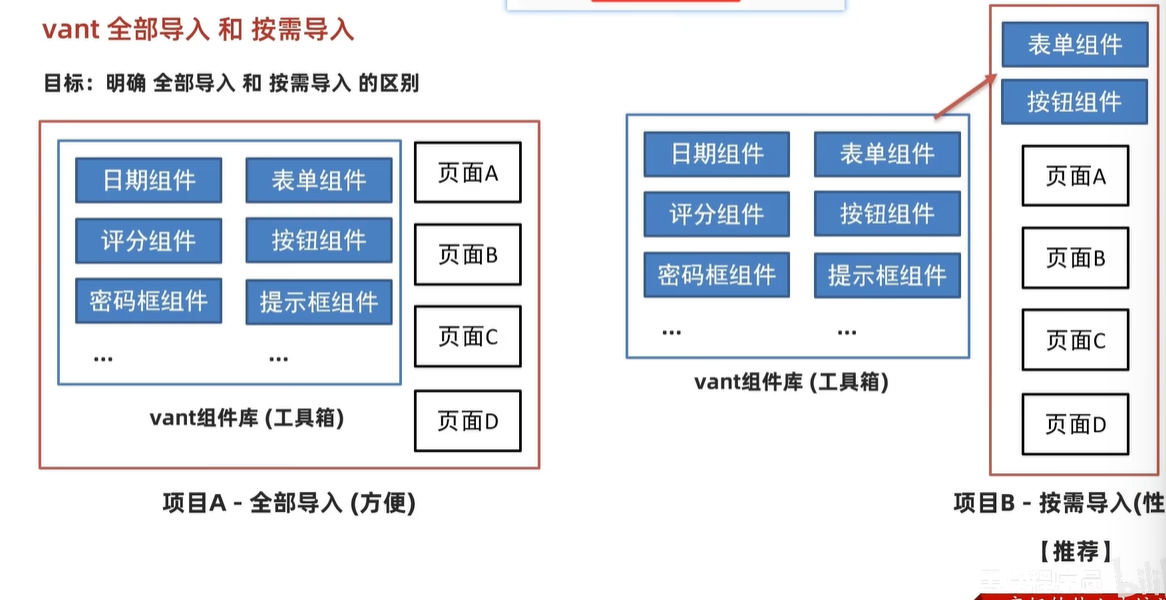 vant 全部导入 和 按需导入
目标：明确 全部导入 和 按需导入 的区别
日期组件 表单组件
评分组件 按钮组件
密码框组件 提示框组件
... ...
vant组件库 (工具箱)
页面A
页面B
页面C
页面D
项目A - 全部导入 (方便)
日期组件 表单组件
评分组件 按钮组件
密码框组件 提示框组件
... ...
vant组件库 (工具箱)
表单组件
按钮组件
页面A
页面B
页面C
页面D
项目B - 按需导入(性
【推荐】